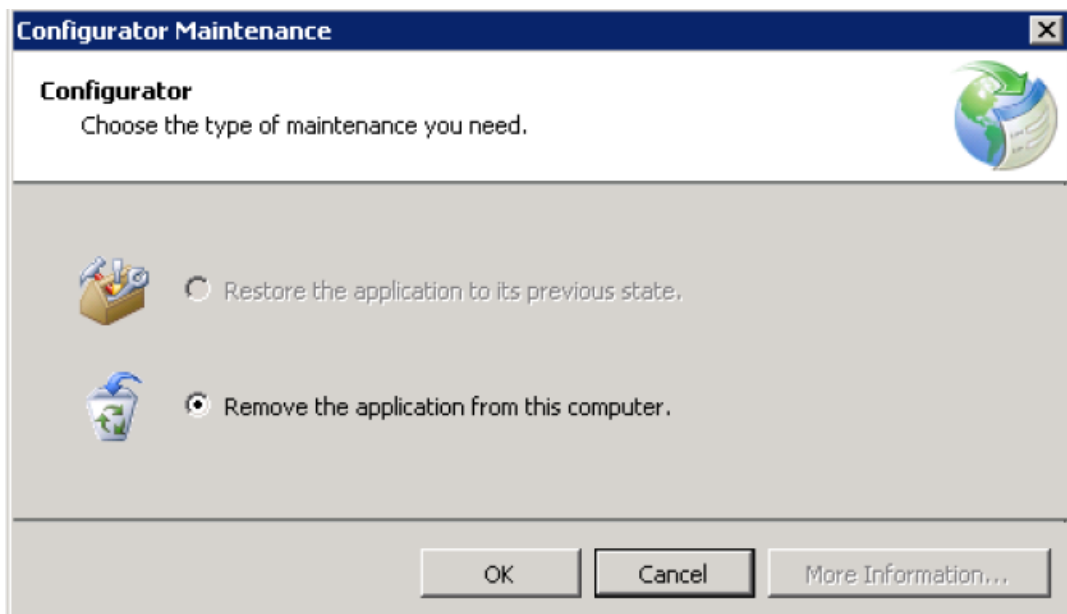 Configurator Maintenance
Configurator
Choose the type of maintenance you need.
Restore the application to its previous state.
Remove the application from this computer.
OK
Cancel
More Information...